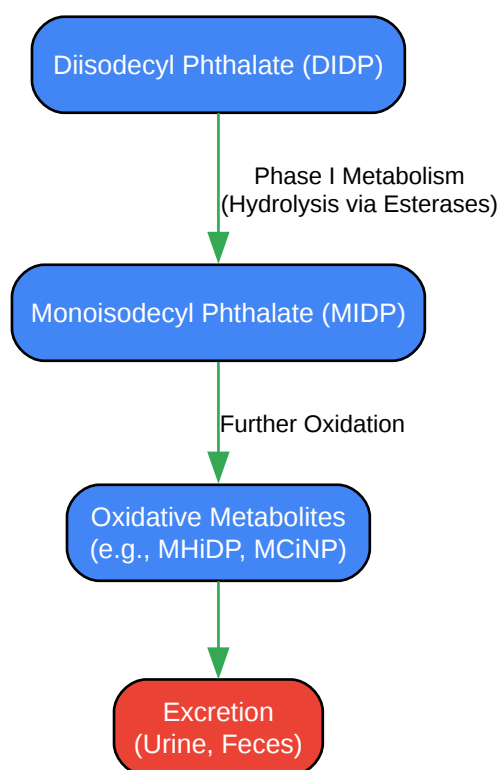 Diisodecyl Phthalate (DIDP)
Phase I Metabolism
(Hydrolysis via Esterases)
Monoisodecyl Phthalate (MIDP)
Further Oxidation
Oxidative Metabolites
(e.g., MHiDP, MCiNP)
Excretion
(Urine, Feces)